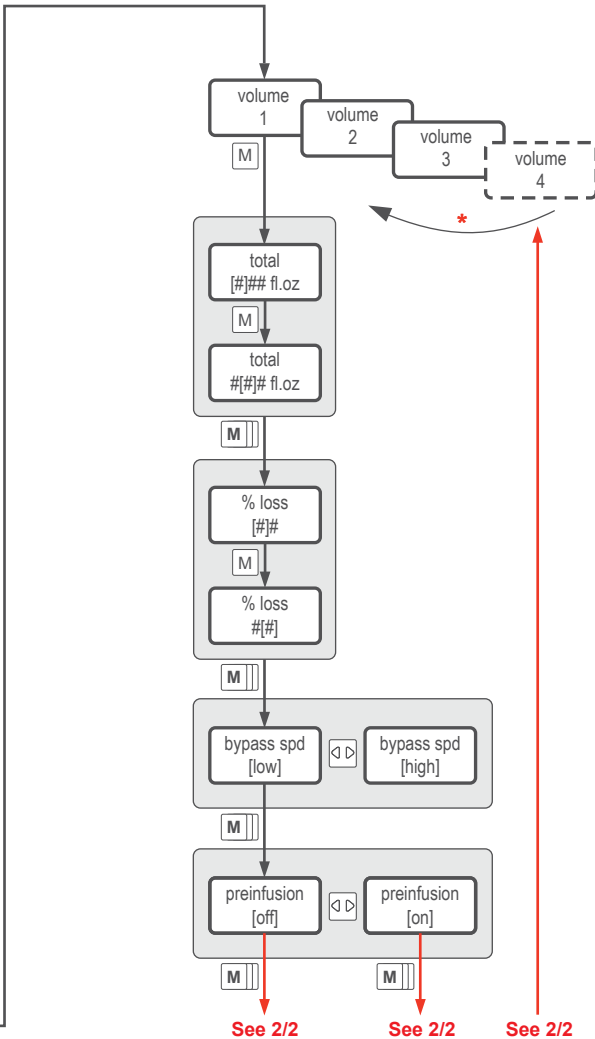 volume
1
volume
2
volume
3
volume
4
M
*
total
[#]## fl.oz
M
total
#[#]# fl.oz
M
% loss
[#]#
M
% loss
#[#]
M
bypass spd
[low]
bypass spd
[high]
M
preinfusion
[off]
preinfusion
[on]
M
M
See 2/2
See 2/2
See 2/2